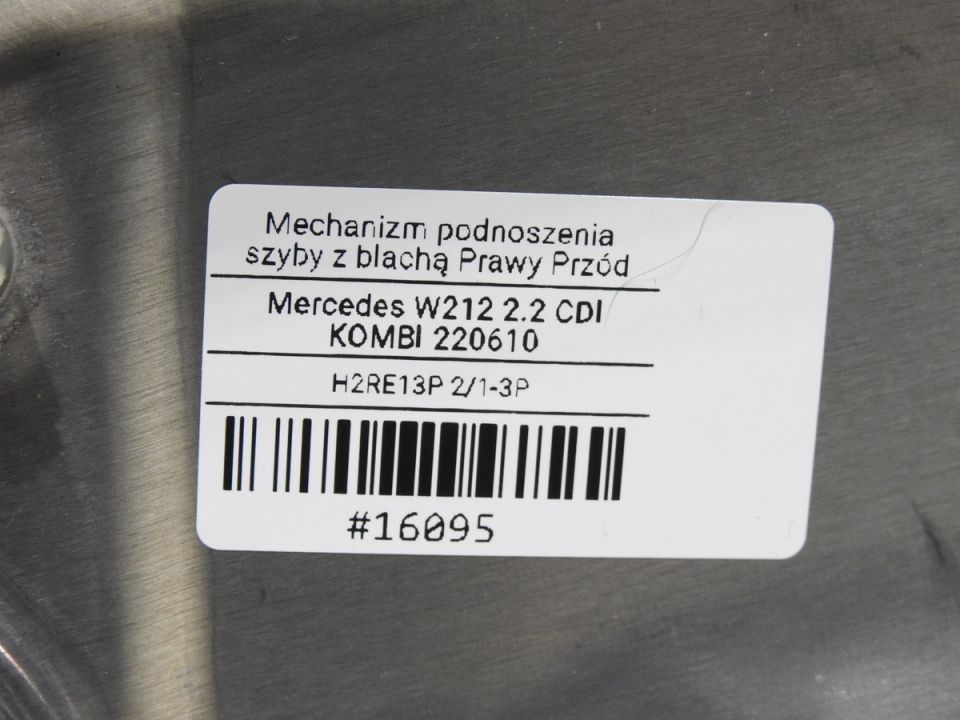 Mechanizm podnoszenia
szyby z blachą Prawy Przód
Mercedes W212 2.2 CDI
KOMBI 220610
H2RE13P 2/1-3P
#16095